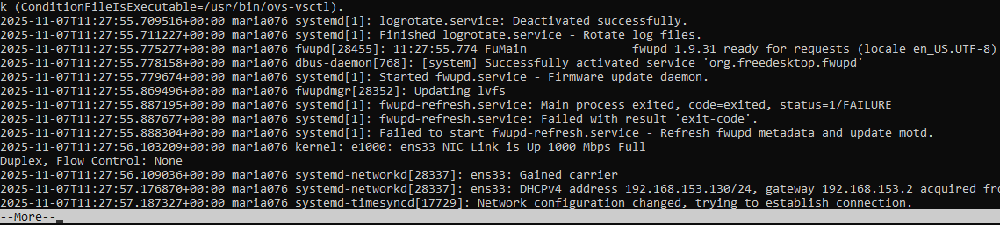 k (ConditionFileIsExecutable=/usr/bin/ovs-vsctl).
2025-11-07T11:27:55.709516+00:00 maria076 systemd[1]: logrotate.service: Deactivated successfully.
2025-11-07T11:27:55.711227+00:00 maria076 systemd[1]: Finished logrotate.service - Rotate log files.
2025-11-07T11:27:55.775277+00:00 maria076 fwupd[28455]: 11:27:55.774 FuMain              fwupd 1.9.31 ready for requests (locale en_US.UTF-8)
2025-11-07T11:27:55.778158+00:00 maria076 dbus-daemon[768]: [system] Successfully activated service 'org.freedesktop.fwupd'
2025-11-07T11:27:55.779674+00:00 maria076 systemd[1]: Started fwupd.service - Firmware update daemon.
2025-11-07T11:27:55.869496+00:00 maria076 fwupdmgr[28352]: Updating lvfs
2025-11-07T11:27:55.887195+00:00 maria076 systemd[1]: fwupd-refresh.service: Main process exited, code=exited, status=1/FAILURE
2025-11-07T11:27:55.887677+00:00 maria076 systemd[1]: fwupd-refresh.service: Failed with result 'exit-code'.
2025-11-07T11:27:55.888304+00:00 maria076 systemd[1]: Failed to start fwupd-refresh.service - Refresh fwupd metadata and update motd.
2025-11-07T11:27:56.103209+00:00 maria076 kernel: e1000: ens33 NIC Link is Up 1000 Mbps Full
Duplex, Flow Control: None
2025-11-07T11:27:56.109036+00:00 maria076 systemd-networkd[28337]: ens33: Gained carrier
2025-11-07T11:27:57.176870+00:00 maria076 systemd-networkd[28337]: ens33: DHCPv4 address 192.168.153.130/24, gateway 192.168.153.2 acquired fro
2025-11-07T11:27:57.187327+00:00 maria076 systemd-timesyncd[17729]: Network configuration changed, trying to establish connection.
--More--